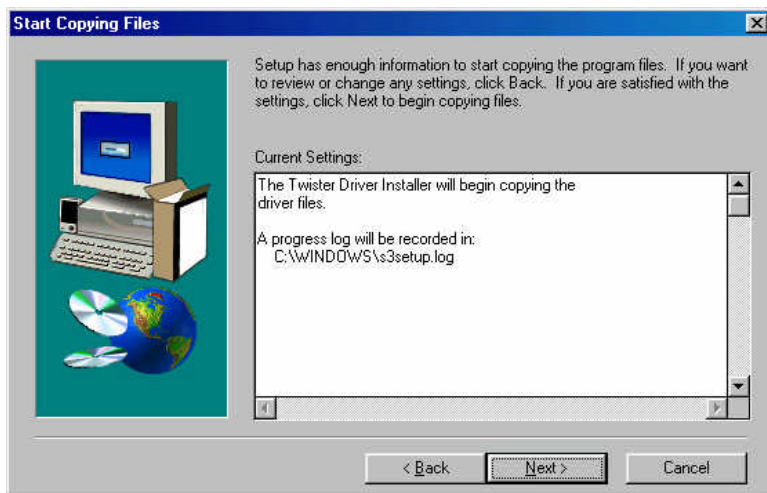 Start Copying Files
Setup has enough information to start copying the program files. If you want
to review or change any settings, click Back. If you are satisfied with the
settings, click Next to begin copying files.
Current Settings:
The Twister Driver Installer will begin copying the
driver files.
A progress log will be recorded in:
C:\WINDOWS\s3setup.log
< Back
Next >
Cancel